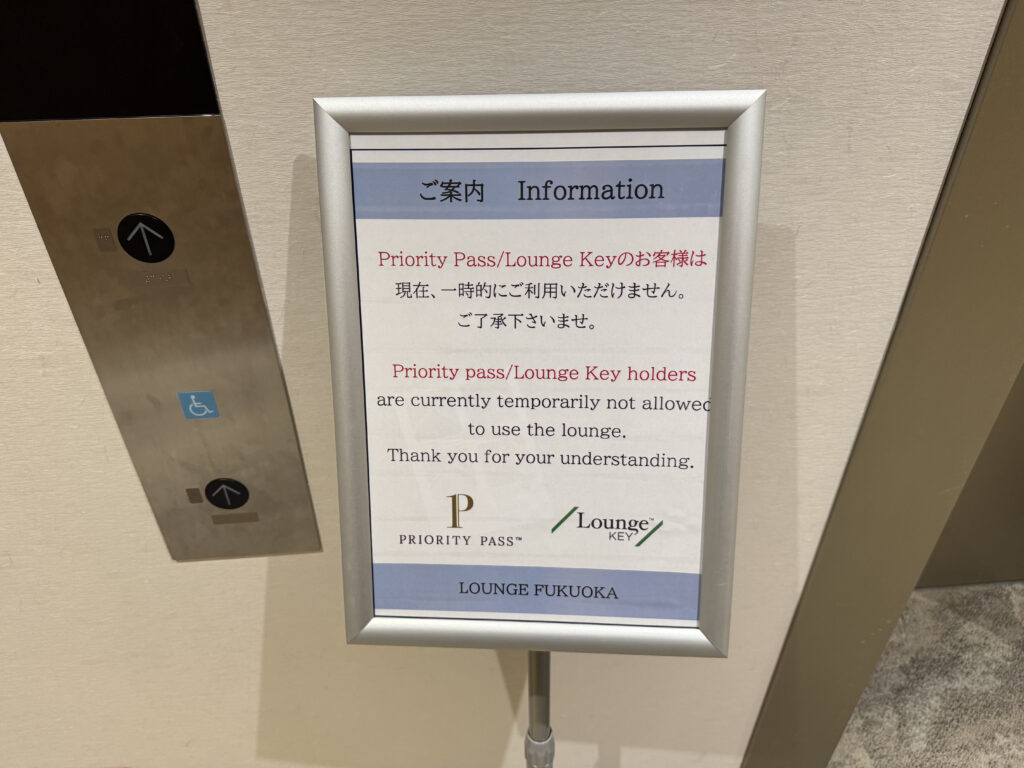 ご案内 Information
Priority Pass/Lounge Keyのお客様は
現在、一時的にご利用いただけません。
ご了承下さいませ。
Priority pass/Lounge Key holders
are currently temporarily not allowed
to use the lounge.
Thank you for your understanding.
PRIORITY PASS™
Lounge™
KEY
LOUNGE FUKUOKA